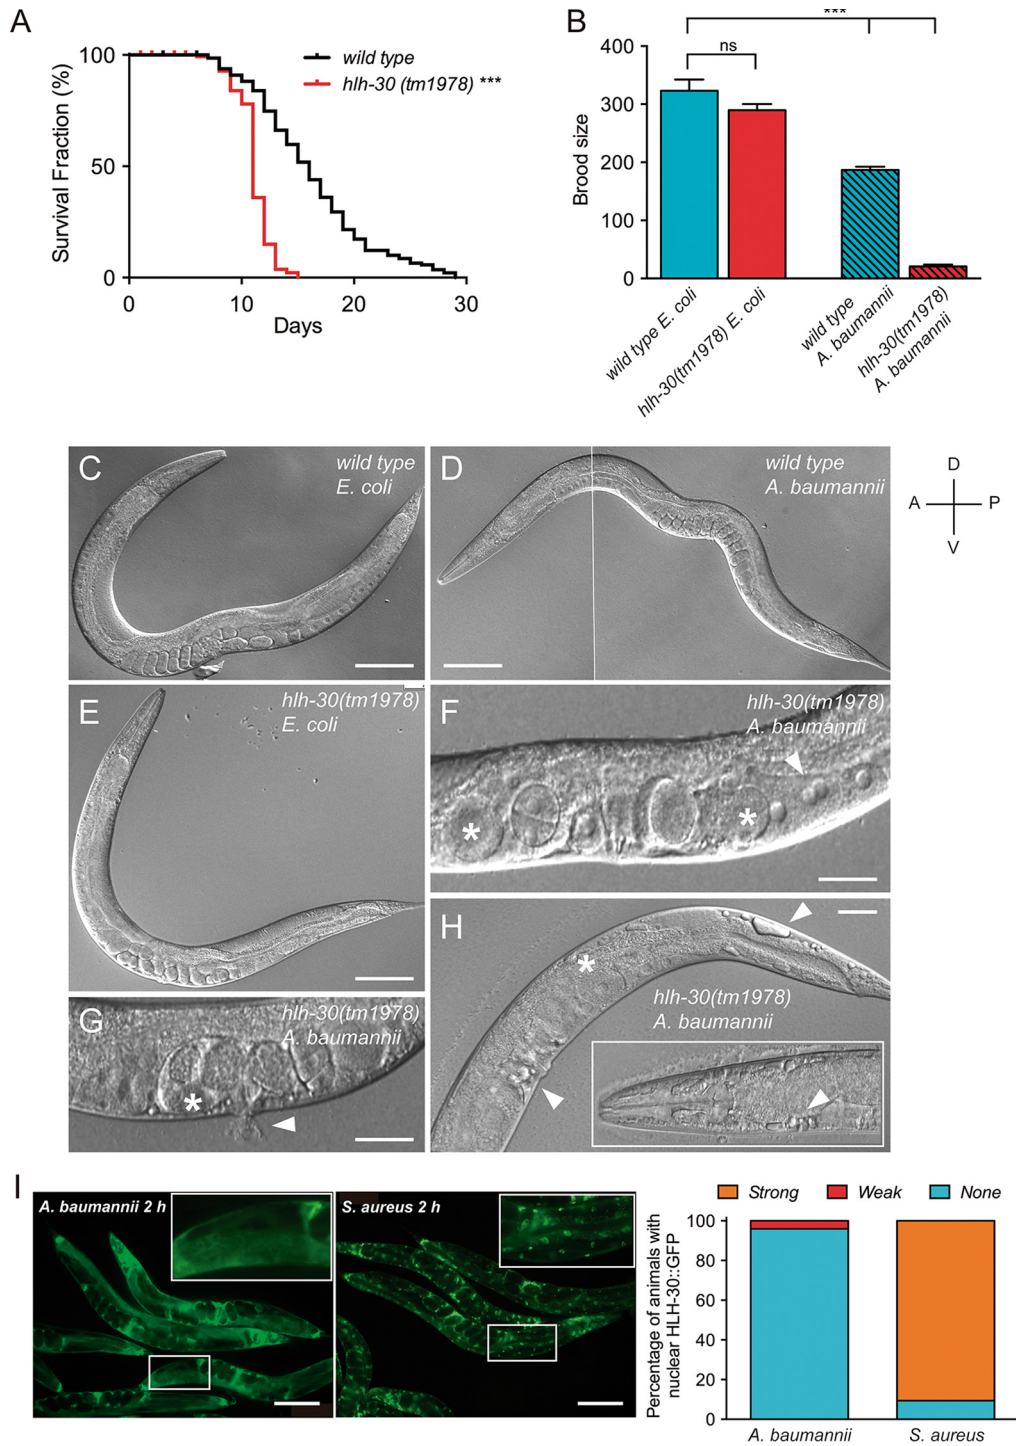 A
Survival Fraction (%)
100
50
0
0
10
20
30
Days
wild type
hlh-30 (tm1978) ***
B
***
ns
Brood size
400
300
200
100
0
wild type E. coli
hlh-30(tm1978) E. coli
wild type
A. baumannii
hlh-30(tm1978)
A. baumannii
C
wild type
E. coli
D
wild type
A. baumannii
D
A
P
V
E
hlh-30(tm1978)
E. coli
F
hlh-30(tm1978)
A. baumannii
*
*
G
hlh-30(tm1978)
A. baumannii
*
H
*
hlh-30(tm1978)
A. baumannii
I
A. baumannii 2 h
S. aureus 2 h
Strong
Weak
None
Percentage of animals with
nuclear HLH-30::GFP
100
80
60
40
20
0
A. baumannii
S. aureus